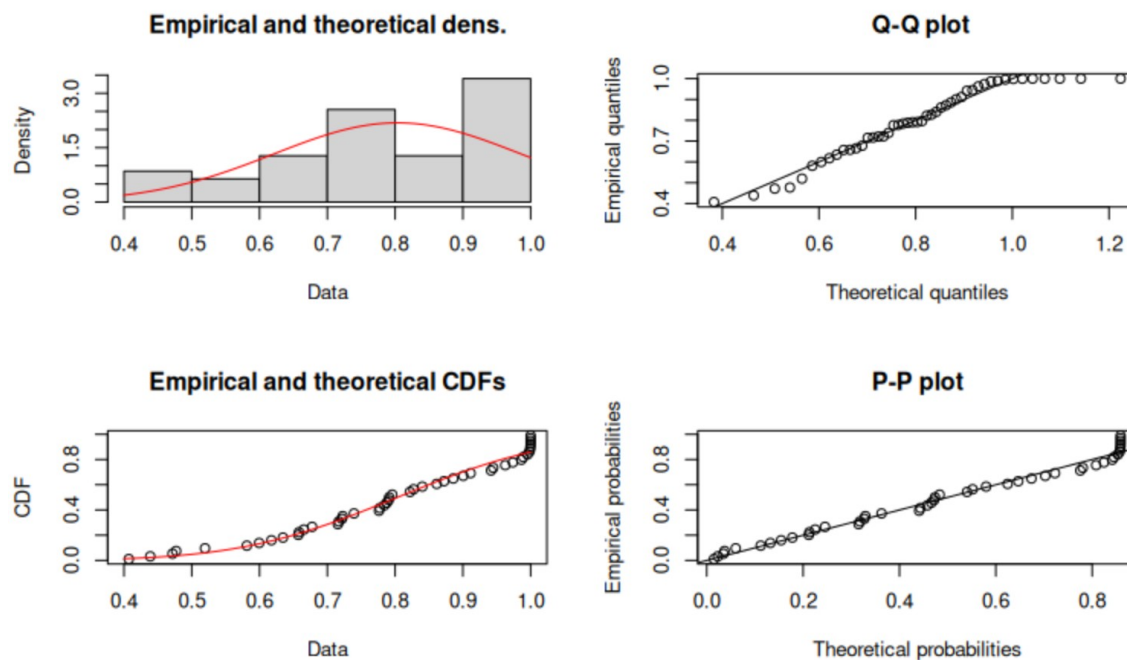 Empirical and theoretical dens.
Density
0.0 1.5 3.0
0.4 0.5 0.6 0.7 0.8 0.9 1.0
Data
Q-Q plot
Empirical quantiles
0.4 0.7 1.0
0.4 0.6 0.8 1.0 1.2
Theoretical quantiles
Empirical and theoretical CDFs
CDF
0.0 0.4 0.8
0.4 0.5 0.6 0.7 0.8 0.9 1.0
Data
P-P plot
Empirical probabilities
0.0 0.4 0.8
0.0 0.2 0.4 0.6 0.8
Theoretical probabilities